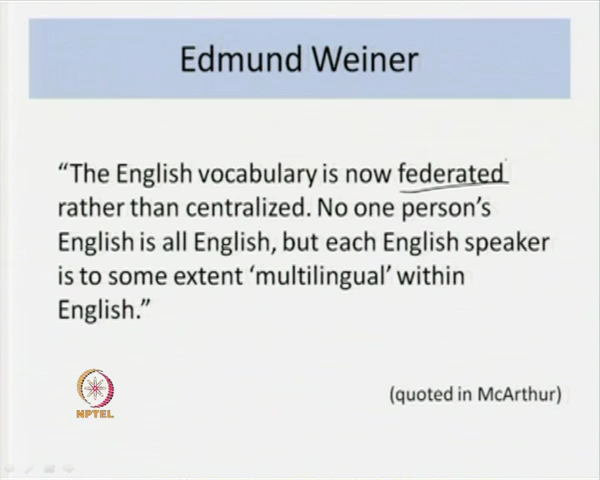 Edmund Weiner
“The English vocabulary is now federated
rather than centralized. No one person’s
English is all English, but each English speaker
is to some extent ‘multilingual’ within
English.”
(quoted in McArthur)
NPTEL